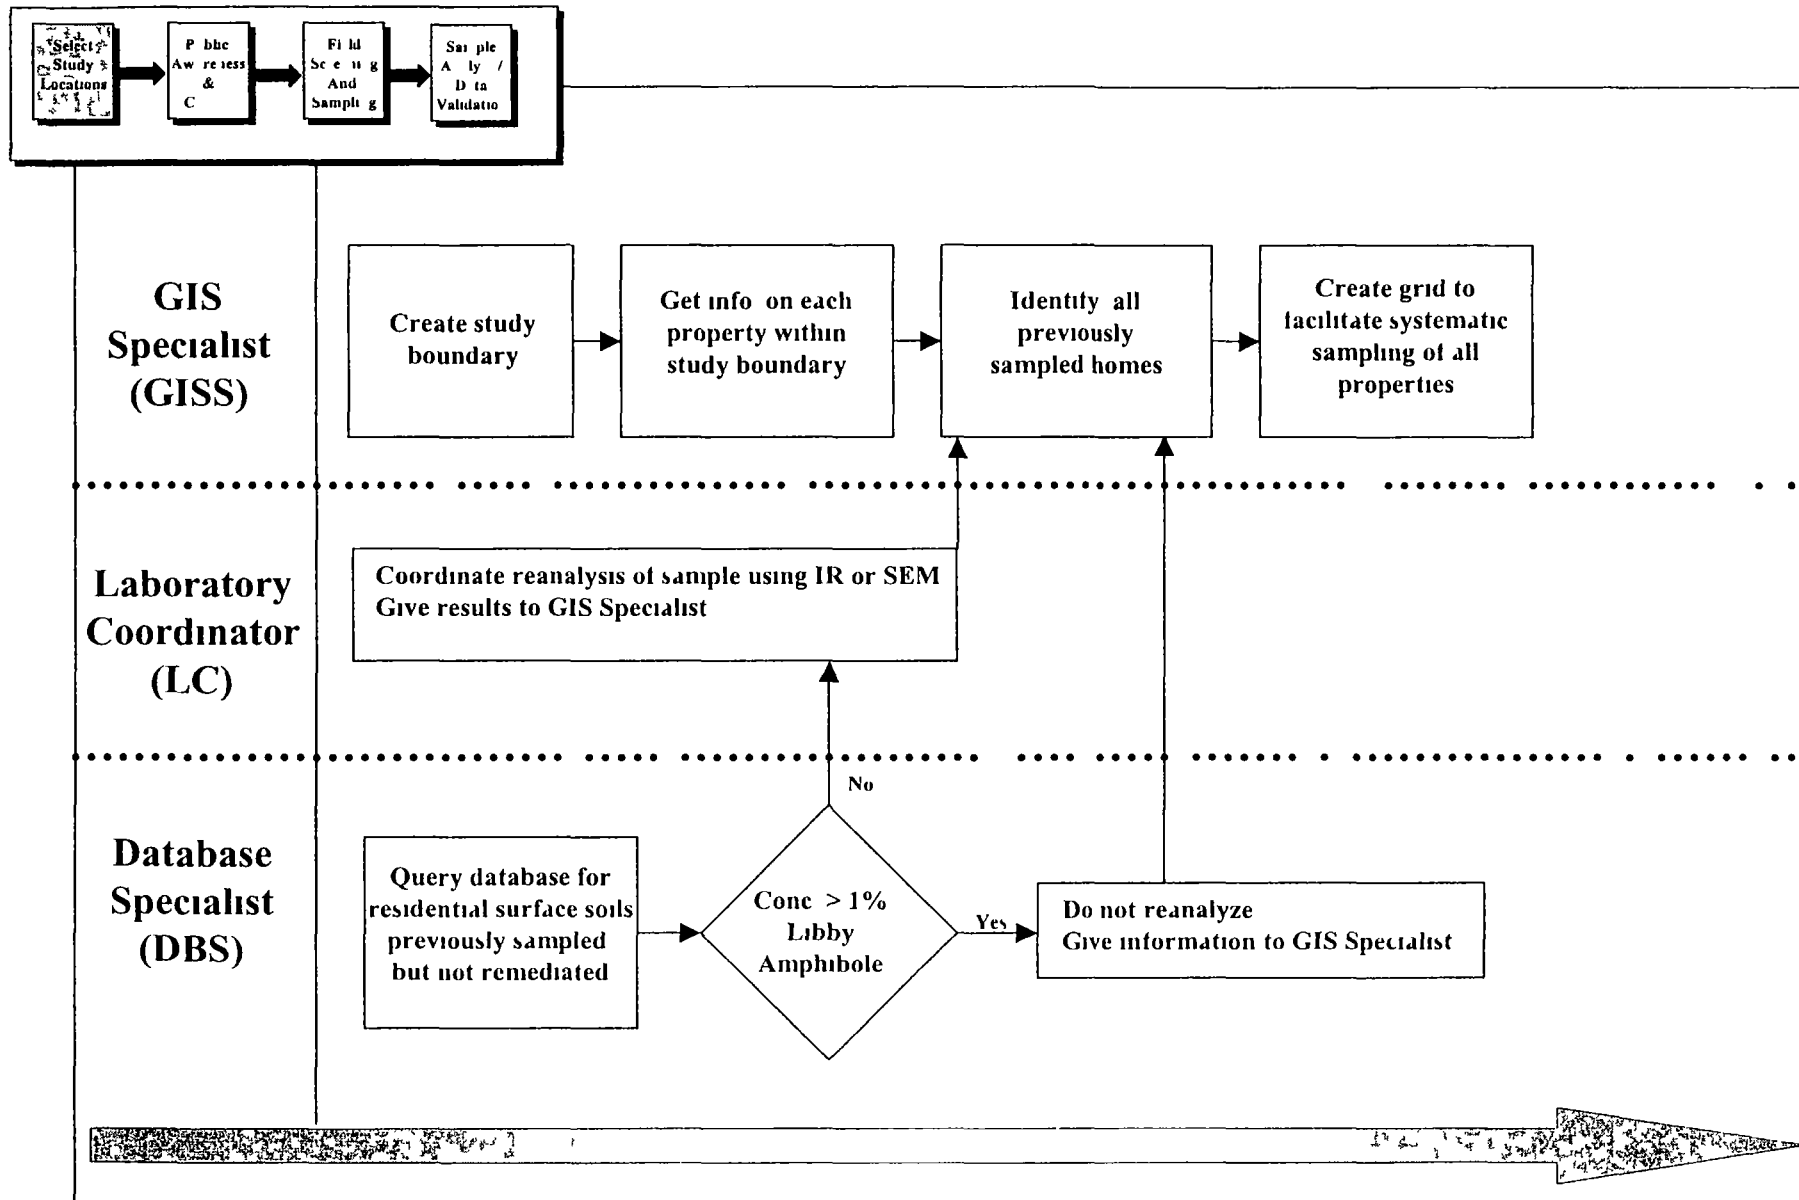 Select
Study
Locations
&
C
And
GIS
Specialist
(GISS)
Create study
boundary
Get info on each
property within
study boundary
Identify all
previously
sampled homes
Create grid to
facilitate systematic
sampling of all
properties
Laboratory
Coordinator
(LC)
Coordinate reanalysis of sample using IR or SEM
Give results to GIS Specialist
No
Database
Specialist
(DBS)
Query database for
residential surface soils
previously sampled
but not remediated
Conc > 1%
Libby
Amphibole
Yes
Do not reanalyze
Give information to GIS Specialist